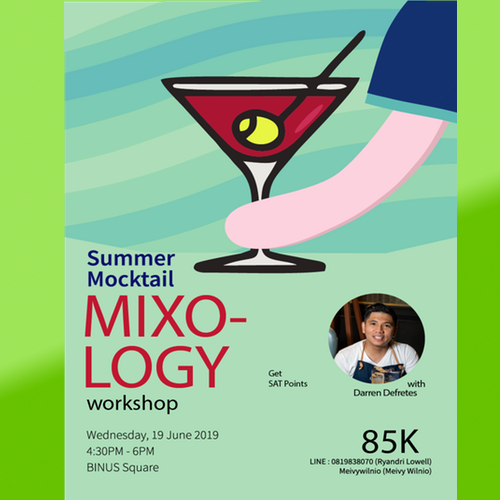 Summer
Mocktail
MIXO-
LOGY
workshop
Wednesday, 19 June 2019
4:30PM - 6PM
BINUS Square
Get
SAT Points
with
Darren Defretes
85K
LINE : 0819838070 (Ryandri Lowell)
Meivywilnio (Meivy Wilnio)